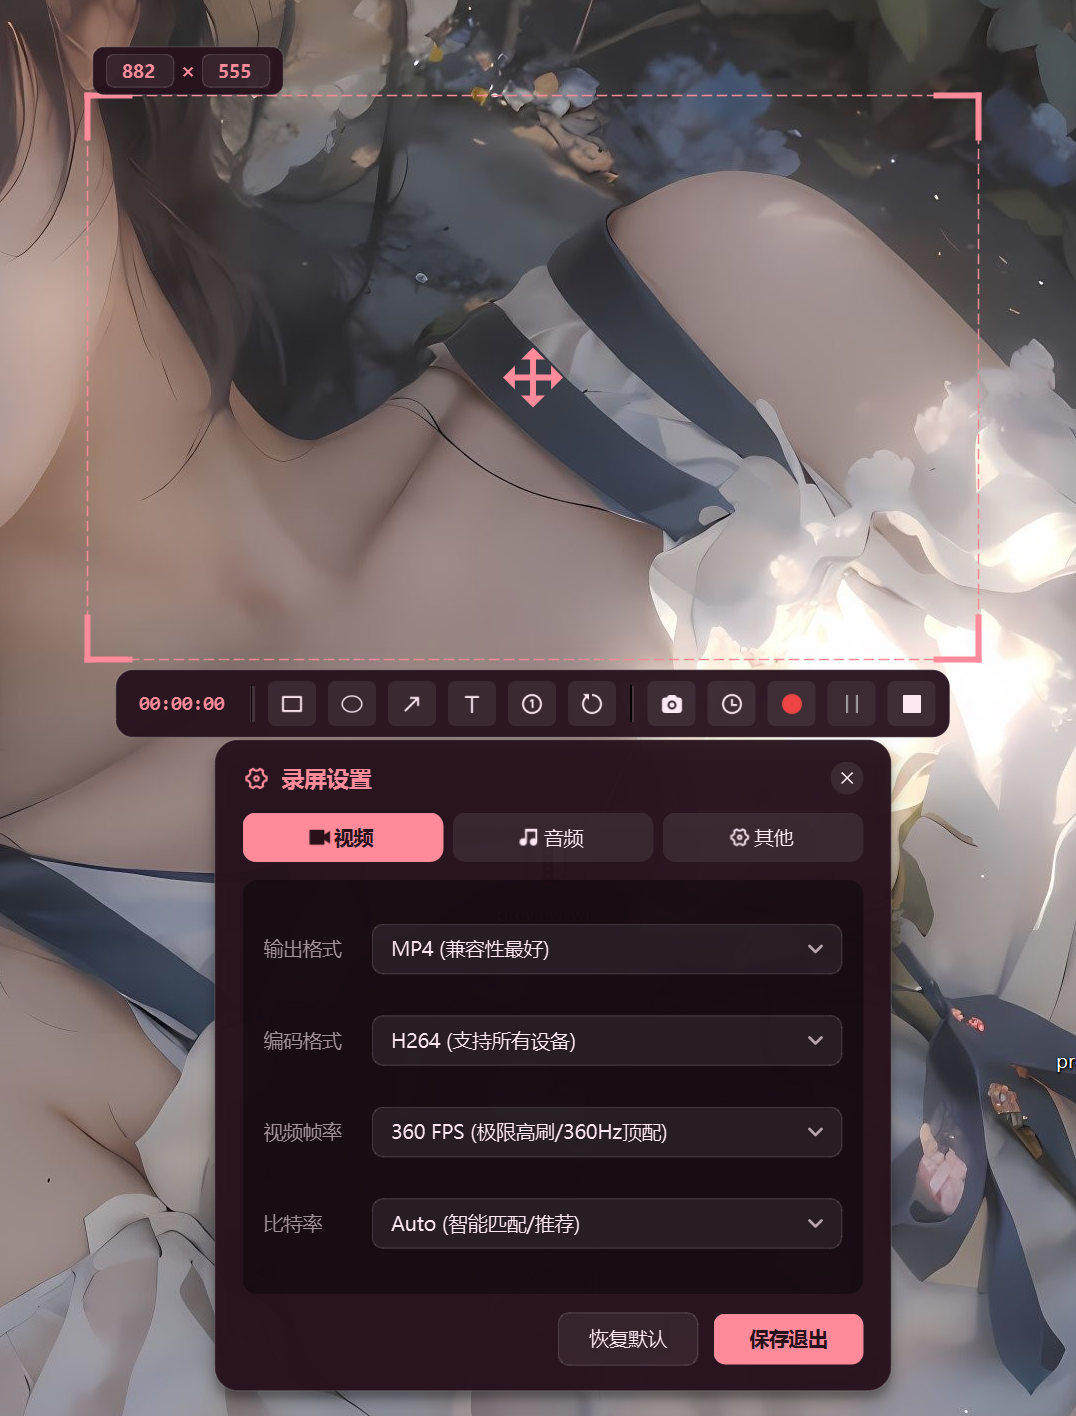 882 × 555
00:00:00 T 1
录屏设置
视频 音频 其他
输出格式 MP4 (兼容性最好)
编码格式 H264 (支持所有设备)
视频帧率 360 FPS (极限高刷/360Hz顶配)
比特率 Auto (智能匹配/推荐)
恢复默认 保存退出
pr